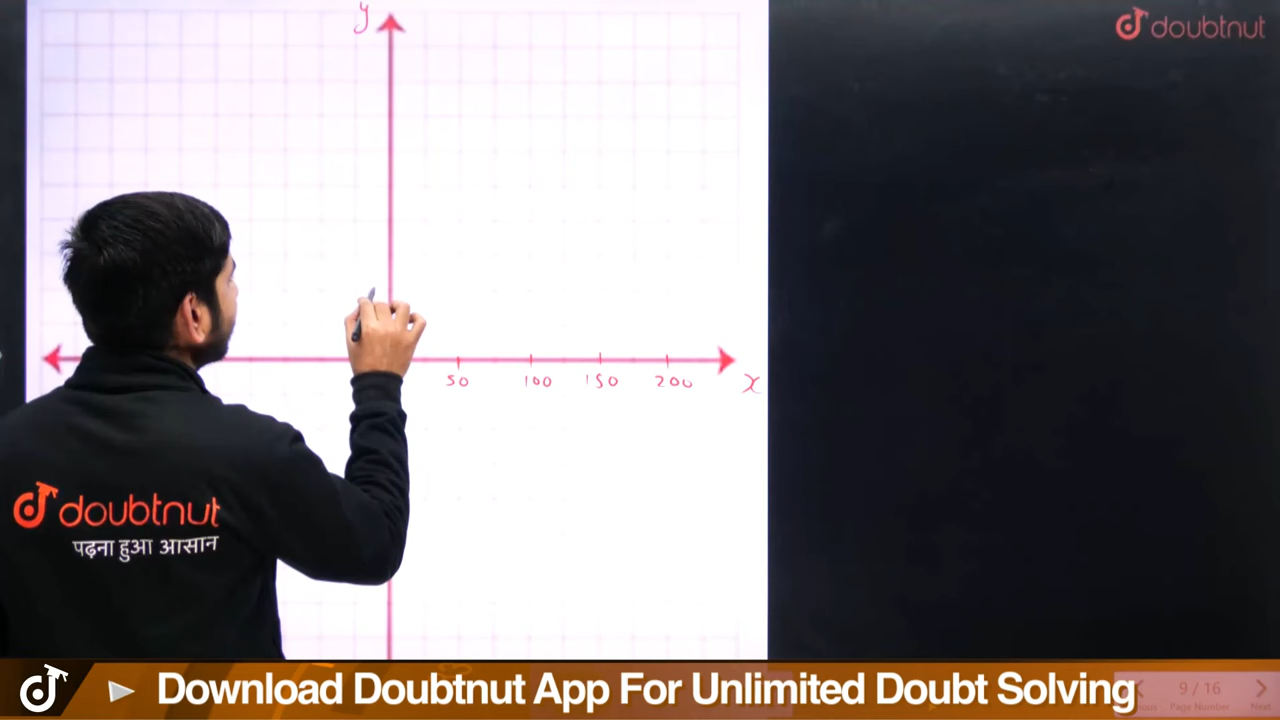 y
doubtnut
50 100 150 200
x
doubtnut
पढ़ना हुआ आसान
Download Doubtnut App For Unlimited Doubt Solving
9 / 16
Page Number
Next